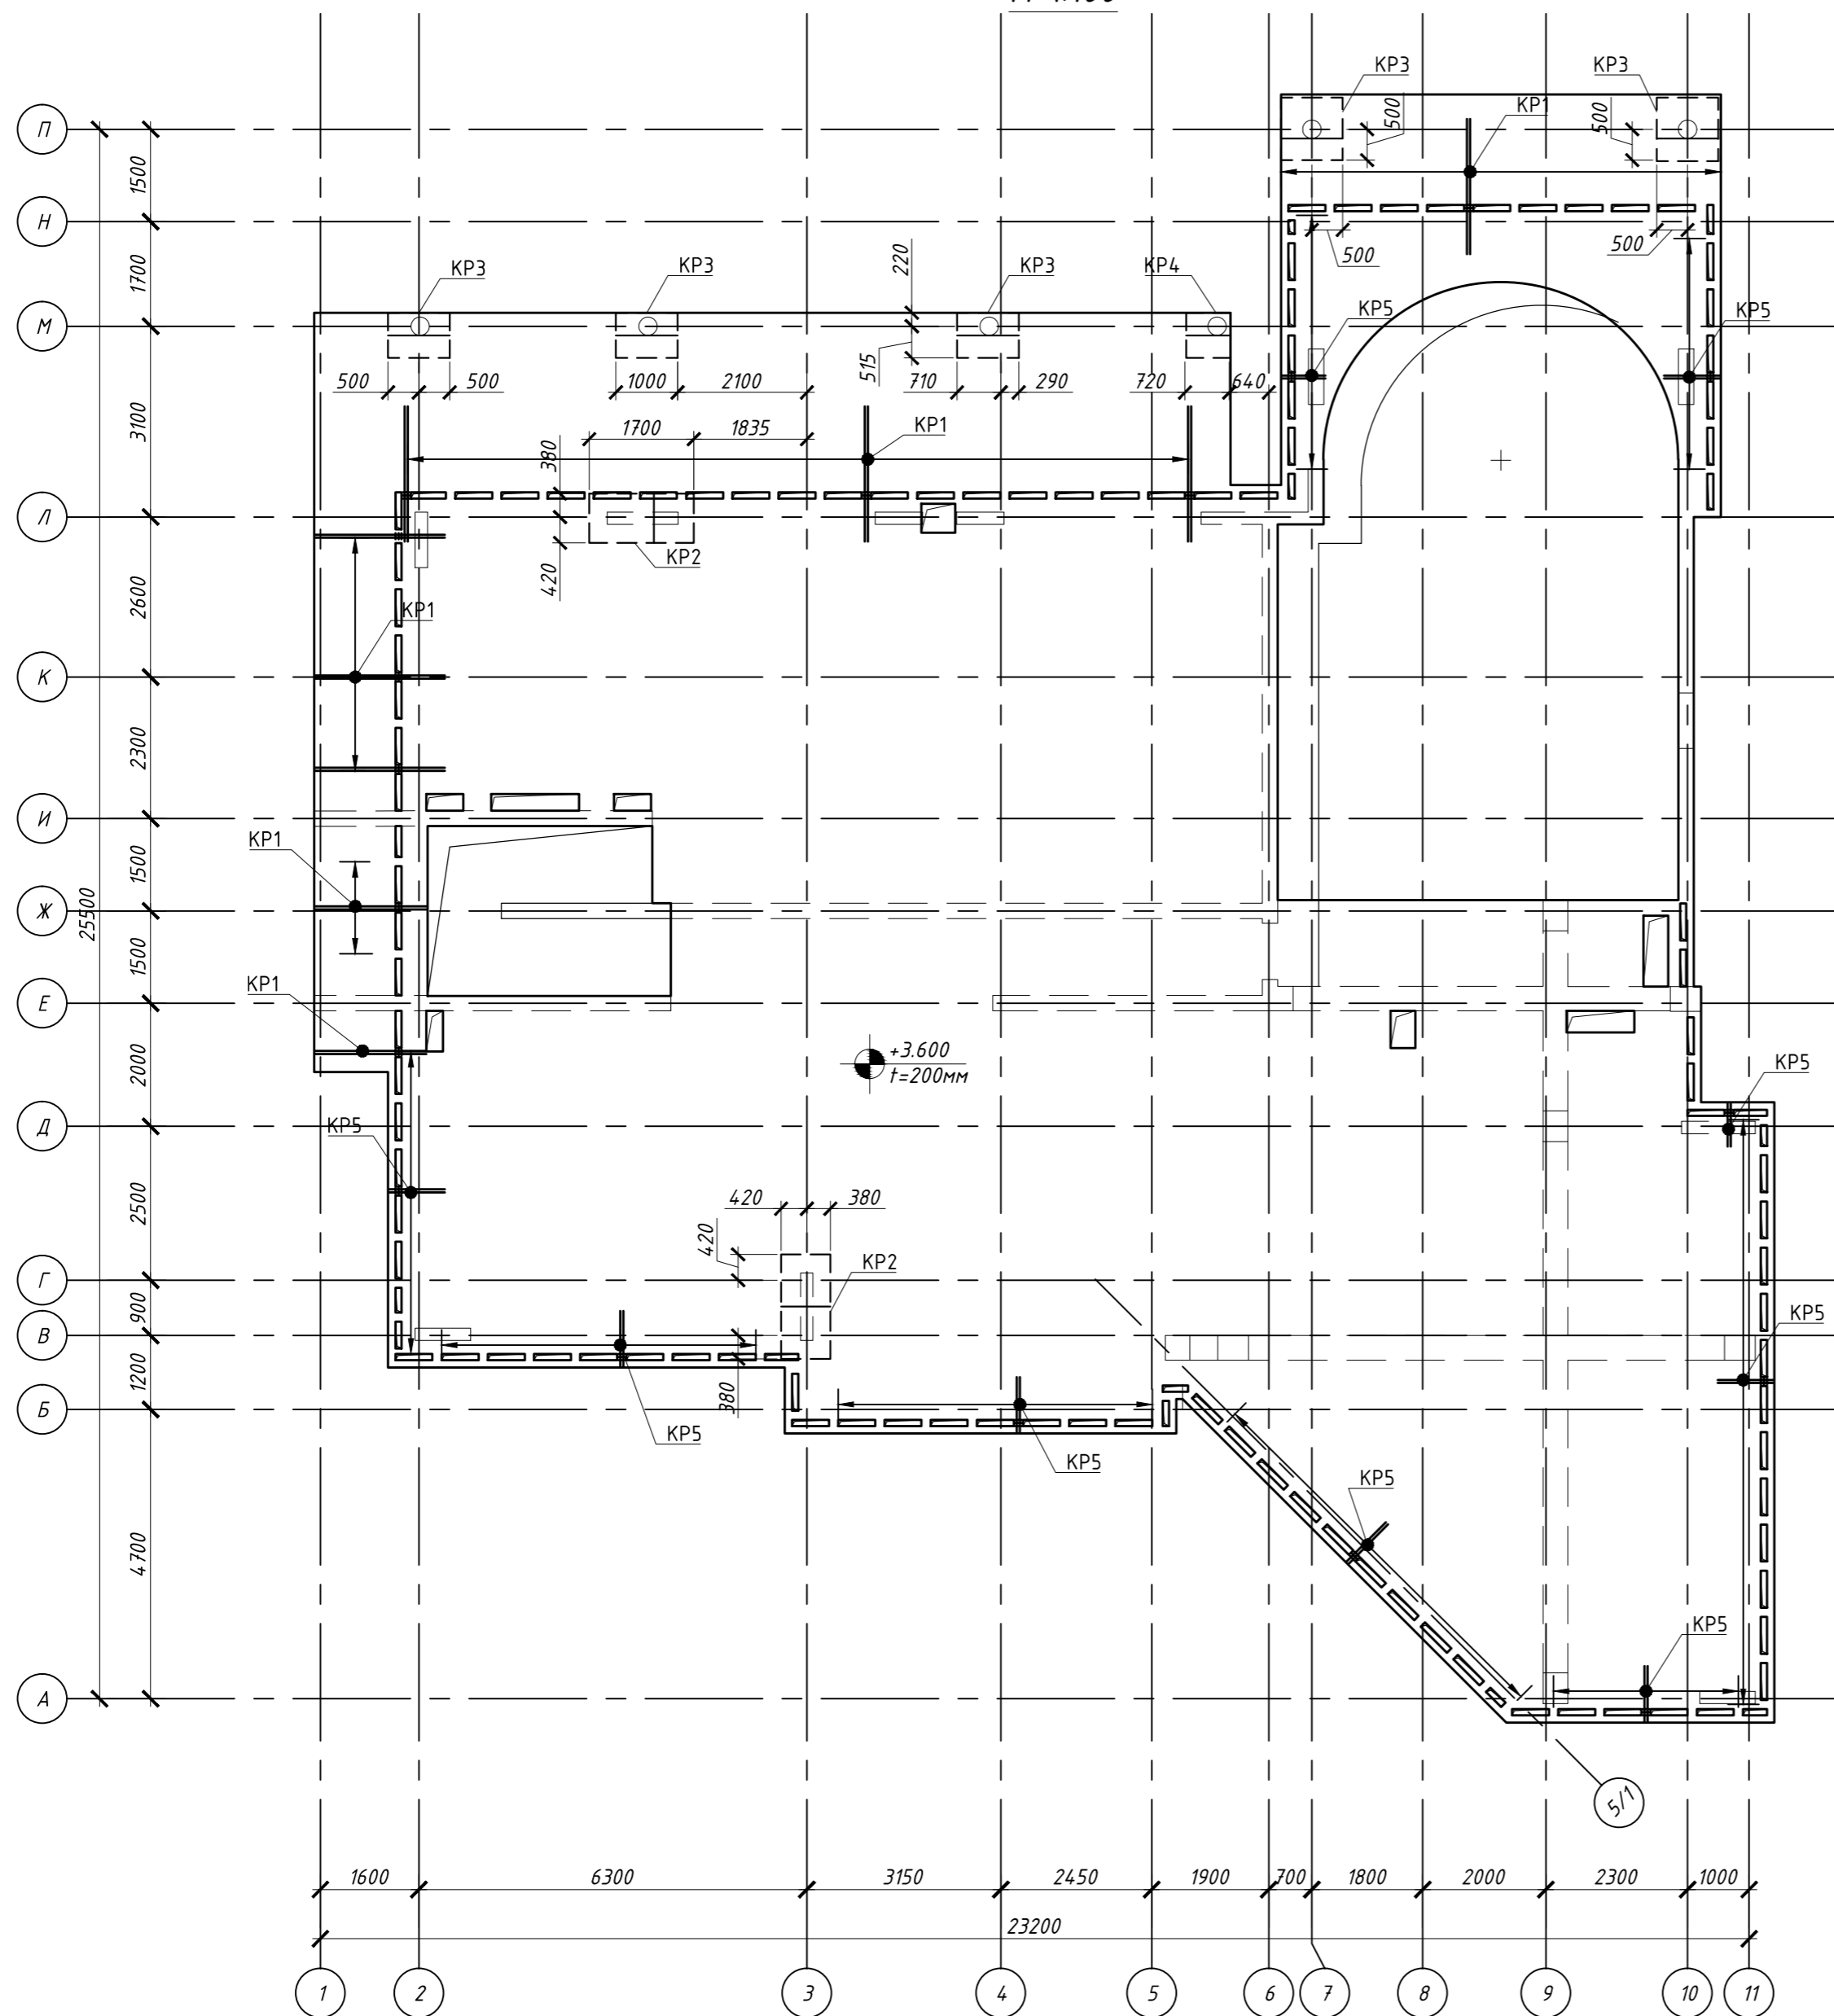 КР3
КР3
КР1
500
500
П
1500
Н
500
500
КР3
КР3
220
КР3
КР4
1700
М
КР5
КР5
515
500
500
1000
2100
710
290
720
640
3100
1700
1835
КР1
380
Л
КР2
420
2600
КР1
К
2300
И
КР1
1500
25500
Ж
1500
КР1
Е
+3.600
t=200мм
2000
КР5
Д
КР5
2500
420
380
420
КР2
Г
900
В
КР5
1200
380
Б
КР5
КР5
КР5
4700
КР5
А
5/1
1600
6300
3150
2450
1900
700
1800
2000
2300
1000
23200
1
2
3
4
5
6
7
8
9
10
11